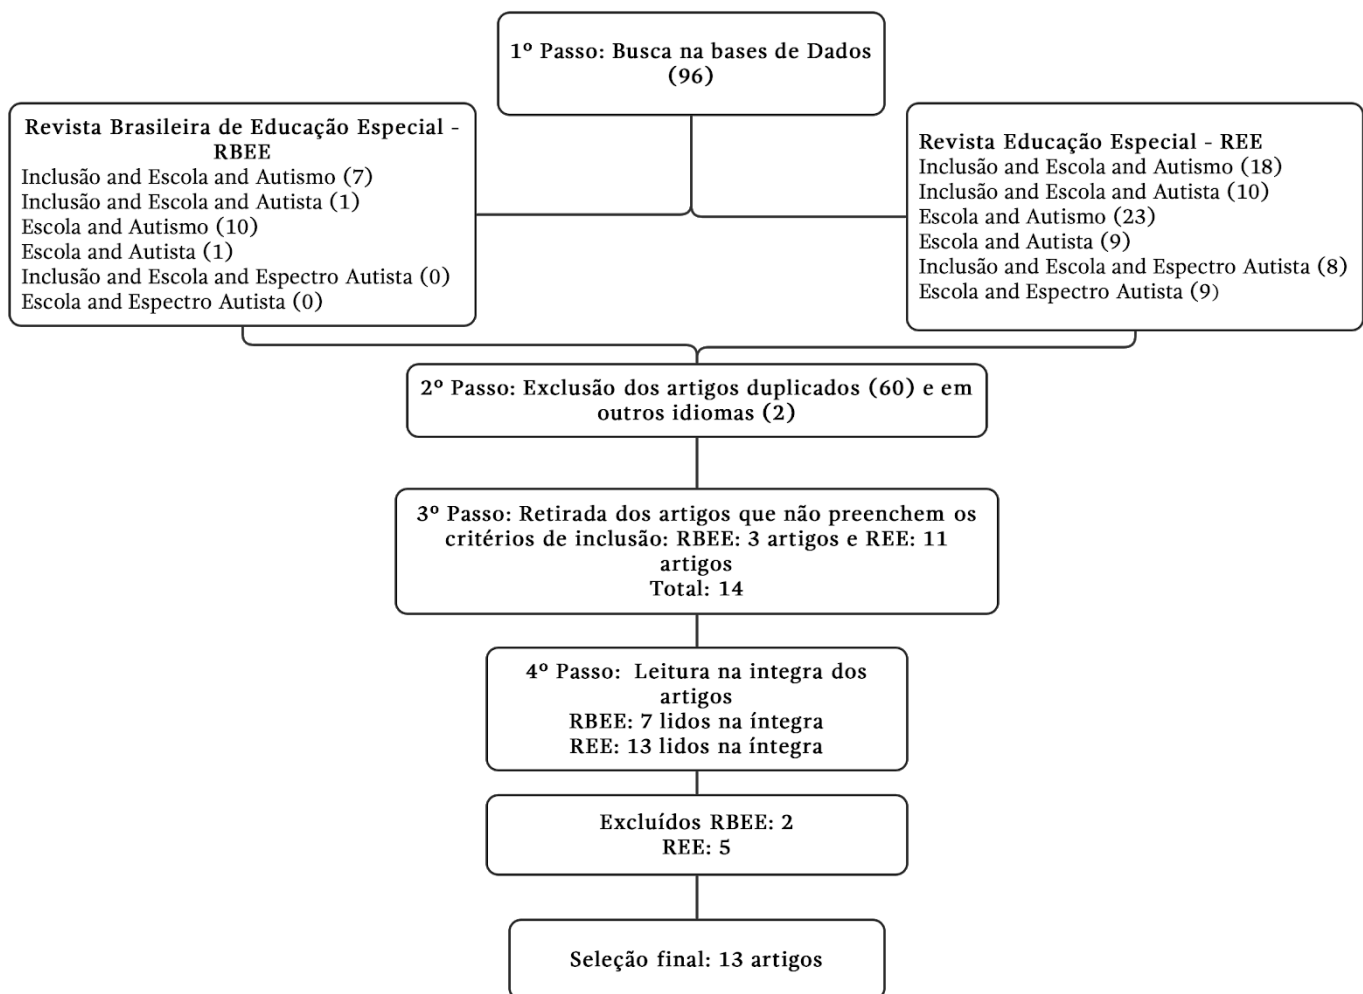 1º Passo: Busca na bases de Dados
(96)
Revista Brasileira de Educação Especial -
RBEE
Inclusão and Escola and Autismo (7)
Inclusão and Escola and Autista (1)
Escola and Autismo (10)
Escola and Autista (1)
Inclusão and Escola and Espectro Autista (0)
Escola and Espectro Autista (0)
Revista Educação Especial - REE
Inclusão and Escola and Autismo (18)
Inclusão and Escola and Autista (10)
Escola and Autismo (23)
Escola and Autista (9)
Inclusão and Escola and Espectro Autista (8)
Escola and Espectro Autista (9)
2º Passo: Exclusão dos artigos duplicados (60) e em
outros idiomas (2)
3º Passo: Retirada dos artigos que não preenchem os
critérios de inclusão: RBEE: 3 artigos e REE: 11
artigos
Total: 14
4º Passo: Leitura na integra dos
artigos
RBEE: 7 lidos na íntegra
REE: 13 lidos na íntegra
Excluídos RBEE: 2
REE: 5
Seleção final: 13 artigos